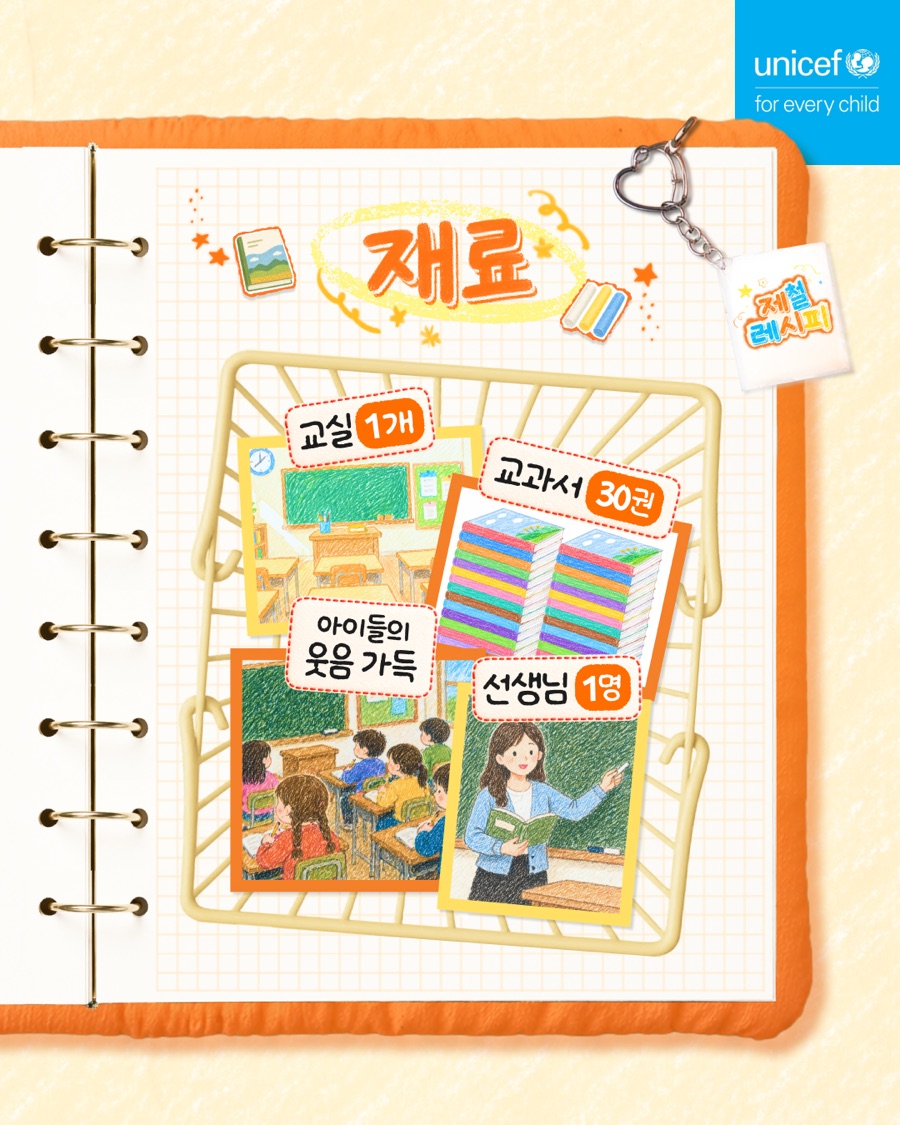 unicef
for every child
재료
제철
레시피
교실 1개
교과서 30권
아이들의
웃음 가득
선생님 1명